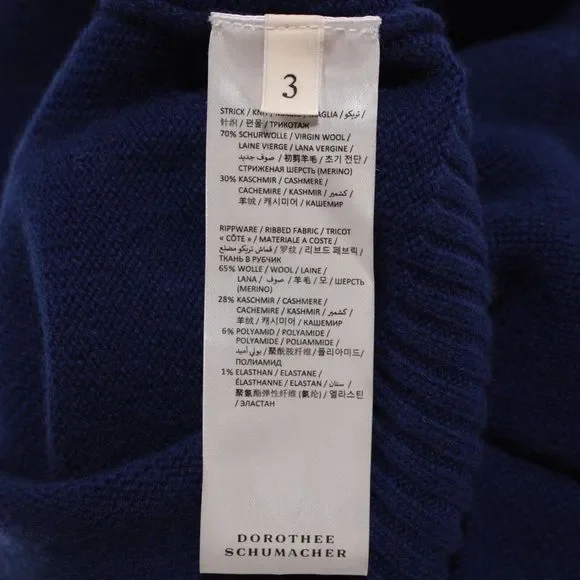 3
STRICK / KNIT / MAGLIA / تريكو /
针织 / 편물 / ТРИКОТАЖ
70% SCHURWOLLE / VIRGIN WOOL /
LAINE VIERGE / LANA VERGINE /
صوف جديد / 初剪羊毛 / 초기 전단 /
СТРИЖЕНАЯ ШЕРСТЬ (MERINO)
30% KASCHMIR / CASHMERE /
CACHEMIRE / KASHMIR / كشمير /
羊绒 / 캐시미어 / КАШЕМИР
RIPPWARE / RIBBED FABRIC / TRICOT
« CÔTE » / MATERIALE A COSTE /
قماش تريكو مضلع / 罗纹 / 리브드 페브릭 /
ТКАНЬ В РУБЧИК
65% WOLLE / WOOL / LAINE /
LANA / صوف / 羊毛 / 모 / ШЕРСТЬ
(MERINO)
28% KASCHMIR / CASHMERE /
CACHEMIRE / KASHMIR / كشمير /
羊绒 / 캐시미어 / КАШЕМИР
6% POLYAMID / POLYAMIDE /
POLYAMIDE / POLIAMMIDE /
بولي أميد / 聚酰胺纤维 / 폴리아미드 /
ПОЛИАМИД
1% ELASTHAN / ELASTANE /
ÉLASTHANNE / ELASTAN / ستان /
聚氨酯弹性纤维 (氨纶) / 엘라스틴
/ ЭЛАСТАН
DOROTHEE
SCHUMACHER